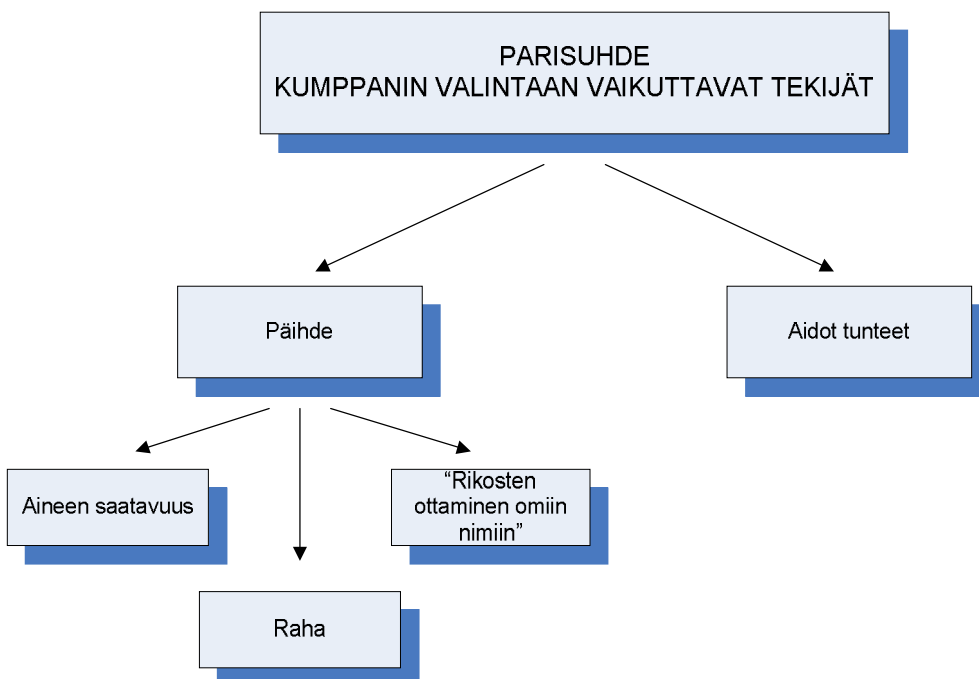 PARISUHDE
KUMPPANIN VALINTAAN VAIKUTTAVAT TEKIJÄT
Päihde
Aidot tunteet
Aineen saatavuus
“Rikosten
ottaminen omiin
nimiin”
Raha